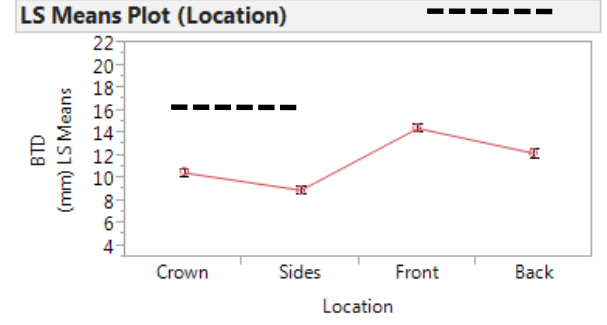 LS Means Plot (Location)
22
20
18
16
14
12
10
8
6
4
BTD
(mm) LS Means
Crown Sides Front Back
Location